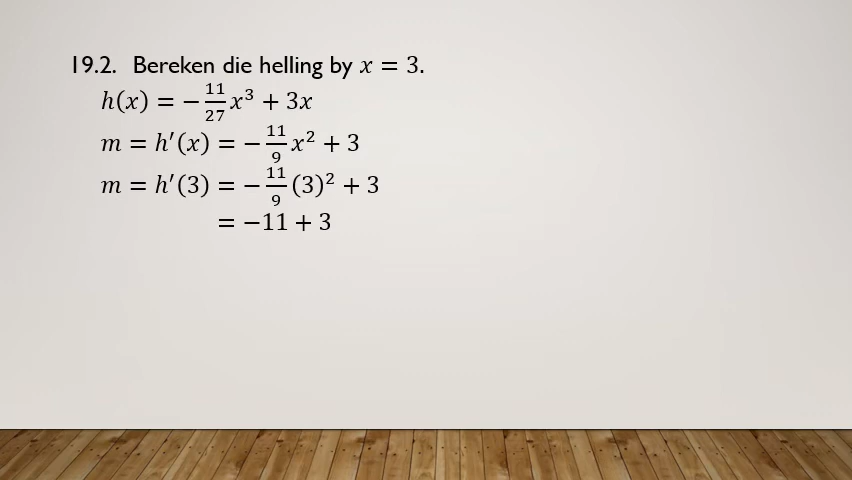 19.2. Bereken die helling by 𝑥 = 3.
ℎ(𝑥) = −11/27 𝑥³ + 3𝑥
𝑚 = ℎ′(𝑥) = −11/9 𝑥² + 3
𝑚 = ℎ′(3) = −11/9 (3)² + 3
= −11 + 3